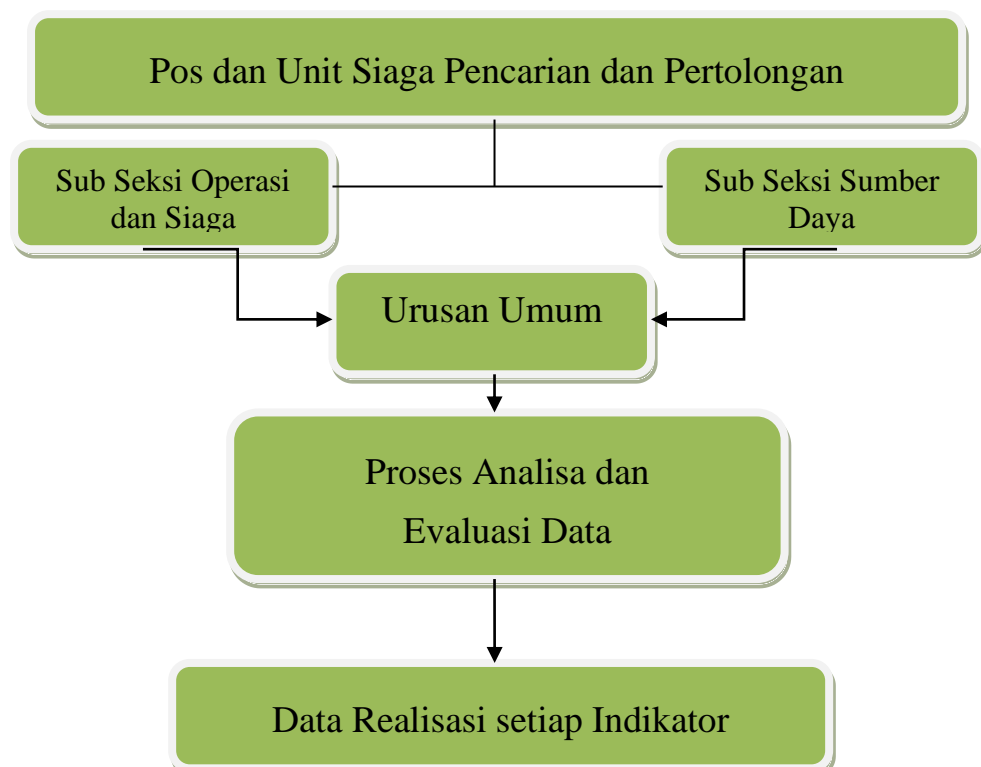 Pos dan Unit Siaga Pencarian dan Pertolongan
Sub Seksi Operasi
dan Siaga
Sub Seksi Sumber
Daya
Urusan Umum
Proses Analisa dan
Evaluasi Data
Data Realisasi setiap Indikator